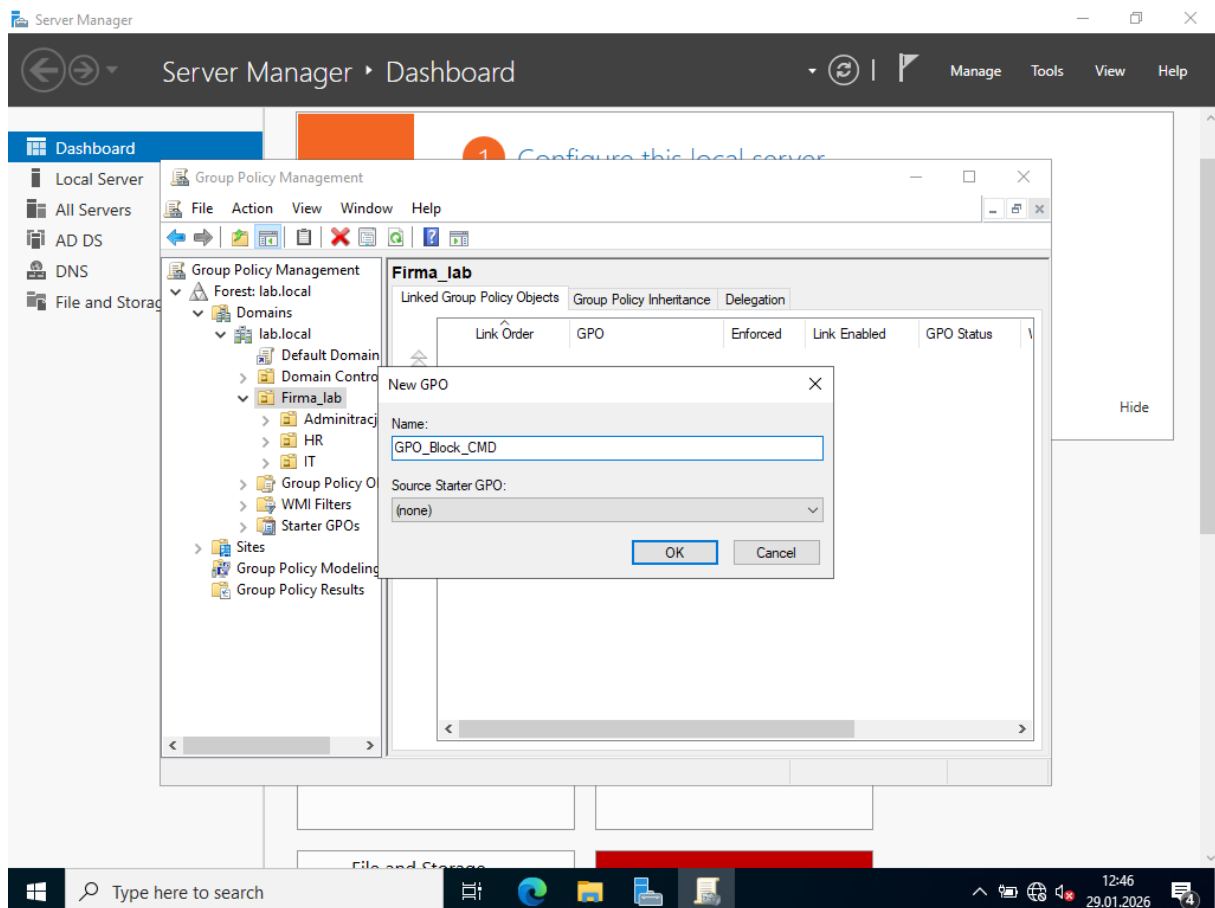 Server Manager
Server Manager ‣ Dashboard
Manage Tools View Help
Dashboard
Local Server
All Servers
AD DS
DNS
File and Storag
1 Configure this local server
Group Policy Management
File Action View Window Help
Group Policy Management
Forest: lab.local
Domains
lab.local
Default Domain
Domain Contro
Firma_lab
Adminitracj
HR
IT
Group Policy O
WMI Filters
Starter GPOs
Sites
Group Policy Modeling
Group Policy Results
Firma_lab
Linked Group Policy Objects Group Policy Inheritance Delegation
Link Order GPO Enforced Link Enabled GPO Status
New GPO
Name:
GPO_Block_CMD
Source Starter GPO:
(none)
OK Cancel
Hide
File and Storage
Type here to search
12:46
29.01.2026
4